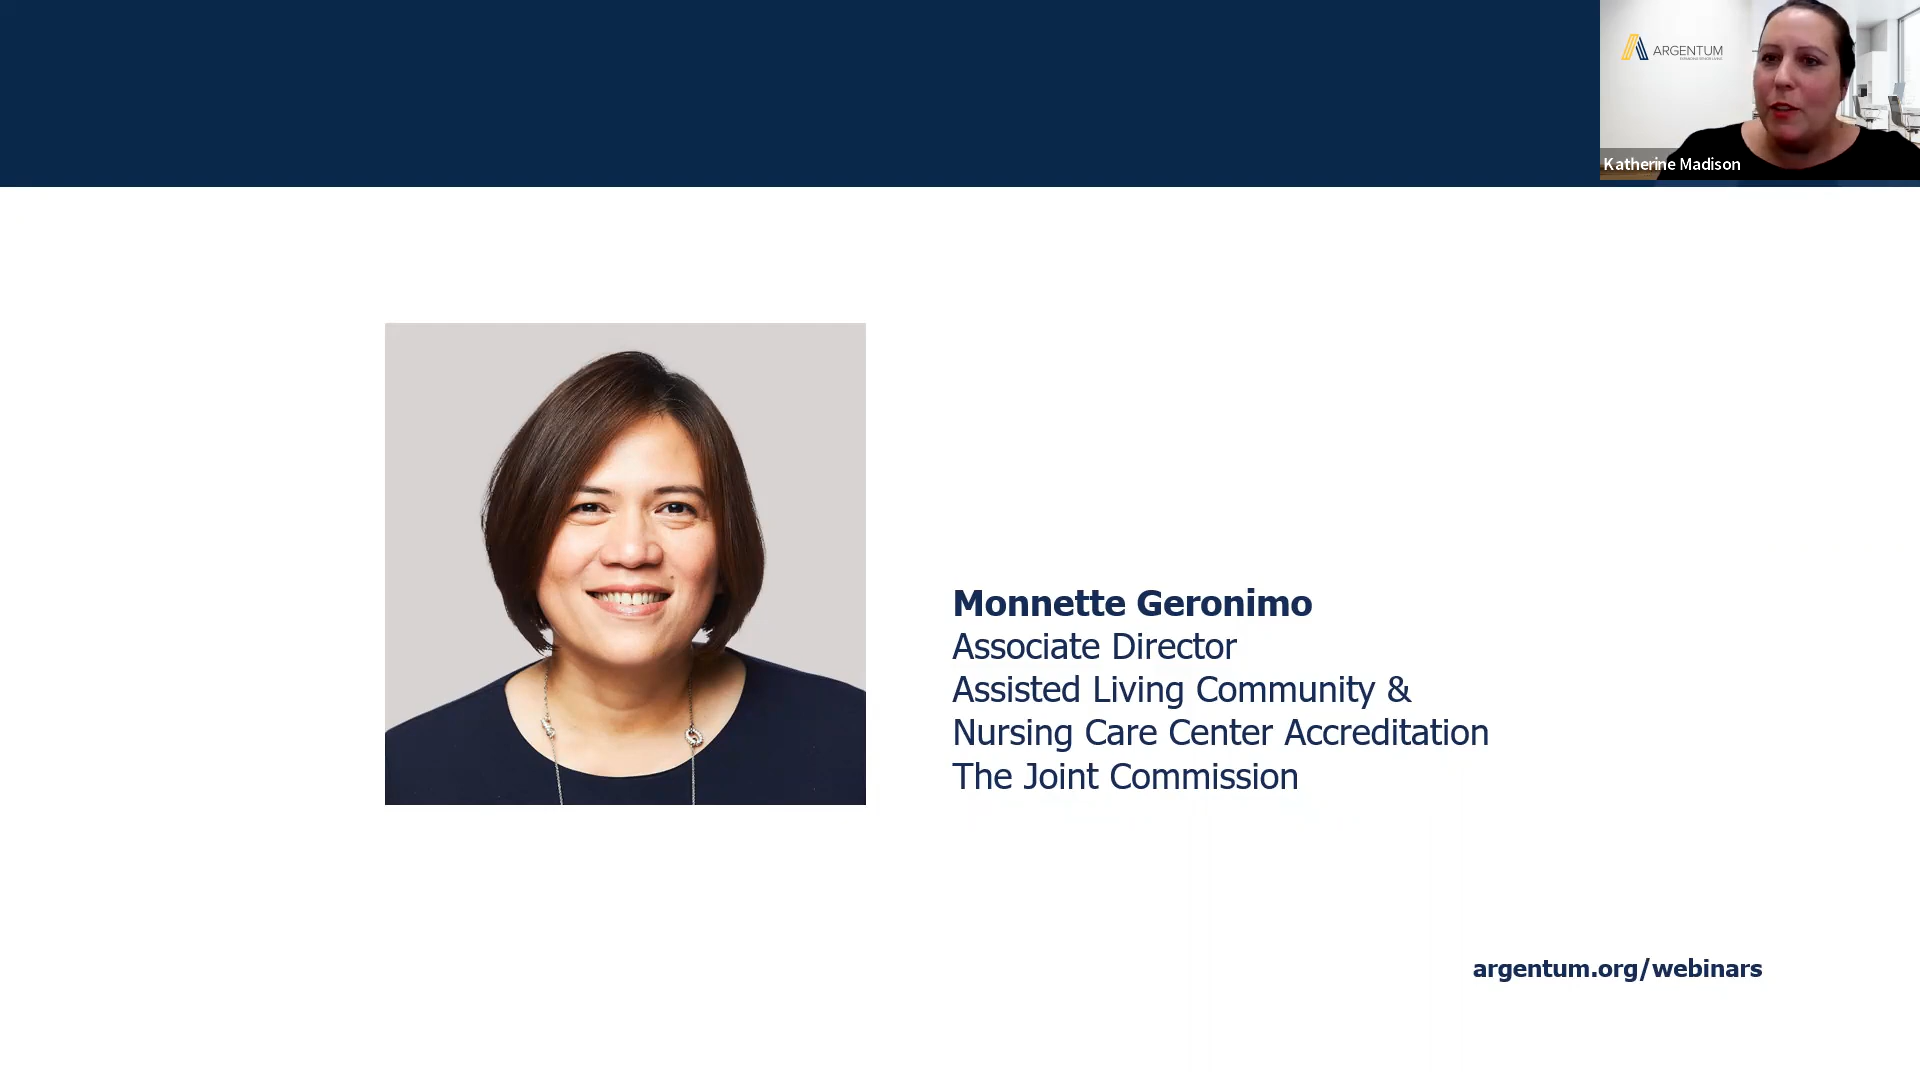 ARGENTUM
Katherine Madison
Monnette Geronimo
Associate Director
Assisted Living Community &
Nursing Care Center Accreditation
The Joint Commission
argentum.org/webinars